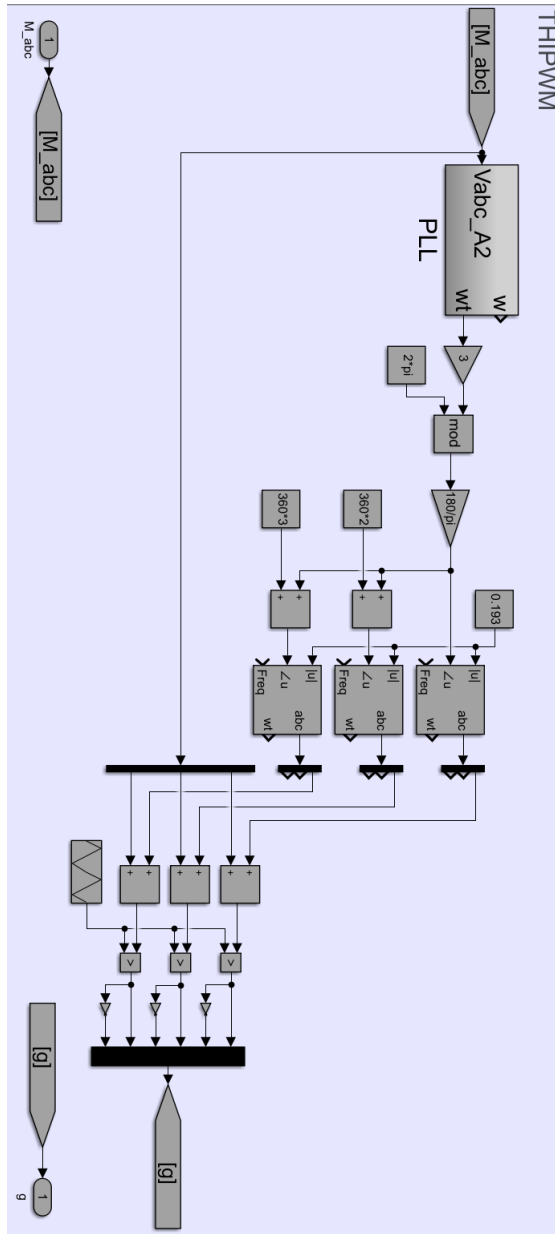 THIPWM
[M_abc]
Vabc_A2
w
wt
PLL
3
2*pi
mod
180/pi
0.193
360*2
360*3
|u|
∠u
Freq
abc
wt
|u|
∠u
Freq
abc
wt
|u|
∠u
Freq
abc
wt
+
+
+
+
+
+
+
+
+
+
>
>
>
[g]
1
M_abc
[M_abc]
[g]
1
g